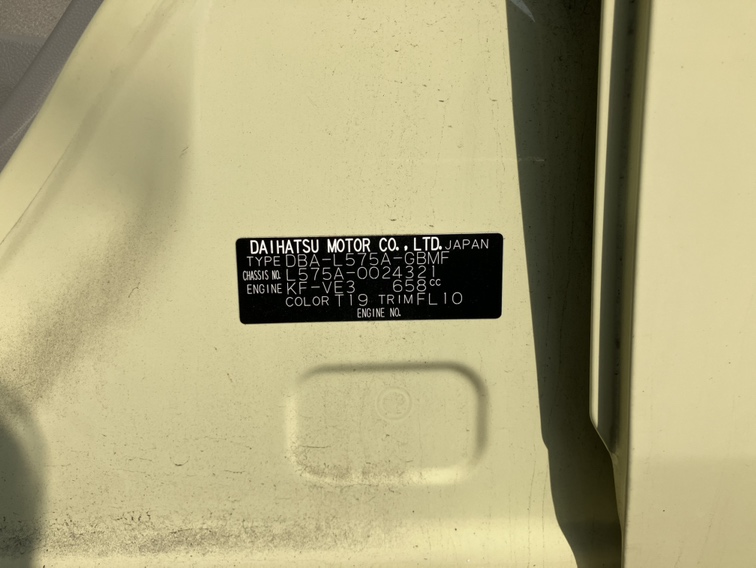 DAIHATSU MOTOR CO., LTD. JAPAN
TYPE DBA-L575A-GBMF
CHASSIS NO. L575A-0024321
ENGINE KF-VE3 658cc
COLOR T19 TRIM FL10
ENGINE NO.